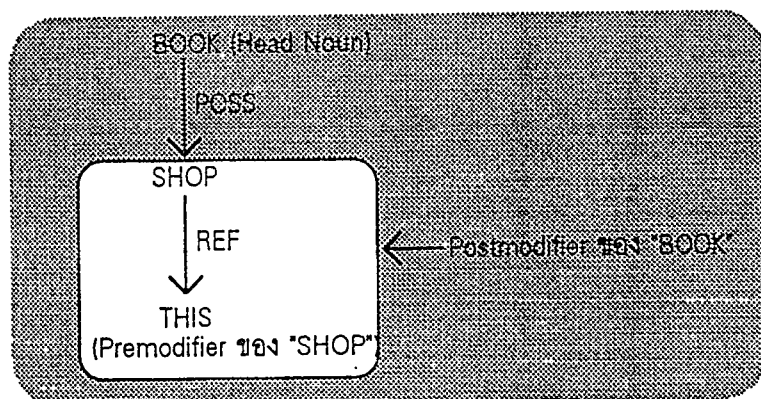 BOOK (Head Noun)
POSS
SHOP
REF
Postmodifier ของ "BOOK"
THIS
(Premodifier ของ "SHOP")